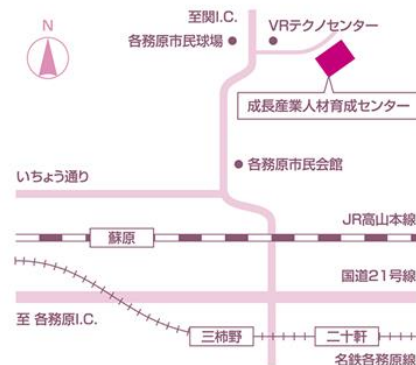 至関I.C.
N
VRテクノセンター
各務原市民球場
成長産業人材育成センター
各務原市民会館
いちょう通り
JR高山本線
蘇原
国道21号線
至 各務原I.C.
三柿野
二十軒
名鉄各務原線